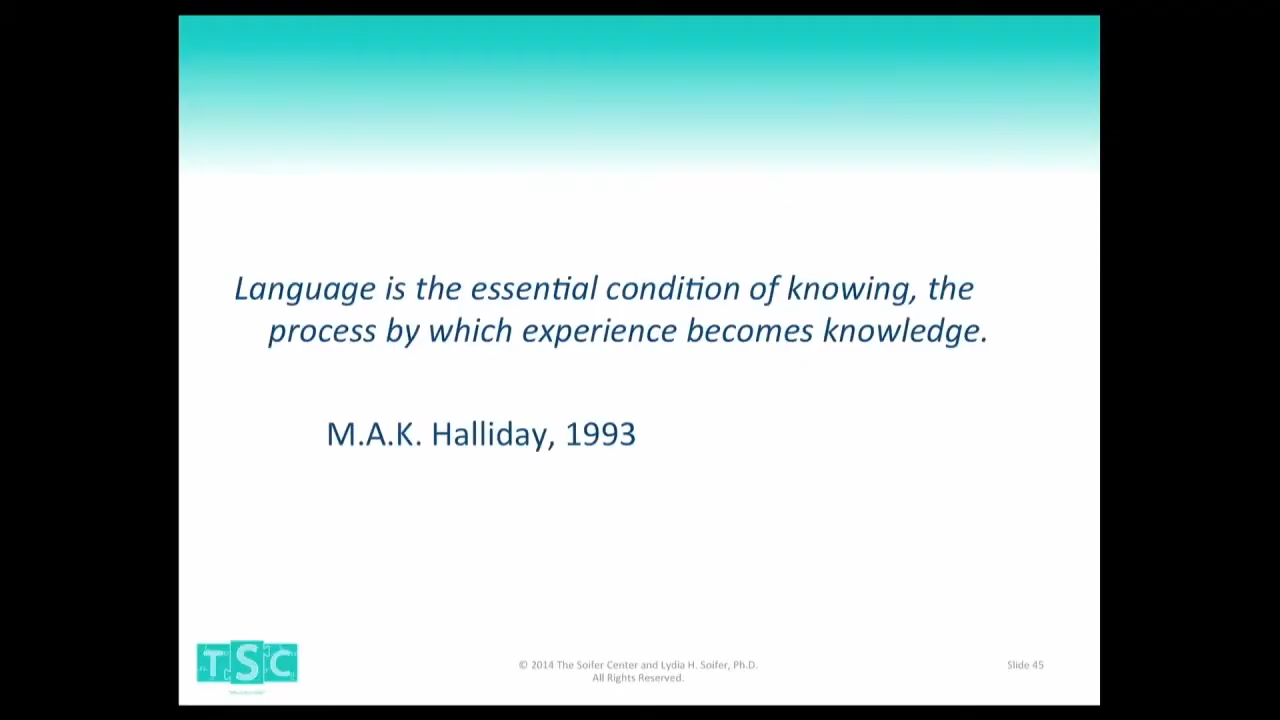 Language is the essential condition of knowing, the
process by which experience becomes knowledge.
M.A.K. Halliday, 1993
TSC
© 2014 The Soifer Center and Lydia H. Soifer, Ph.D.
All Rights Reserved.
Slide 45